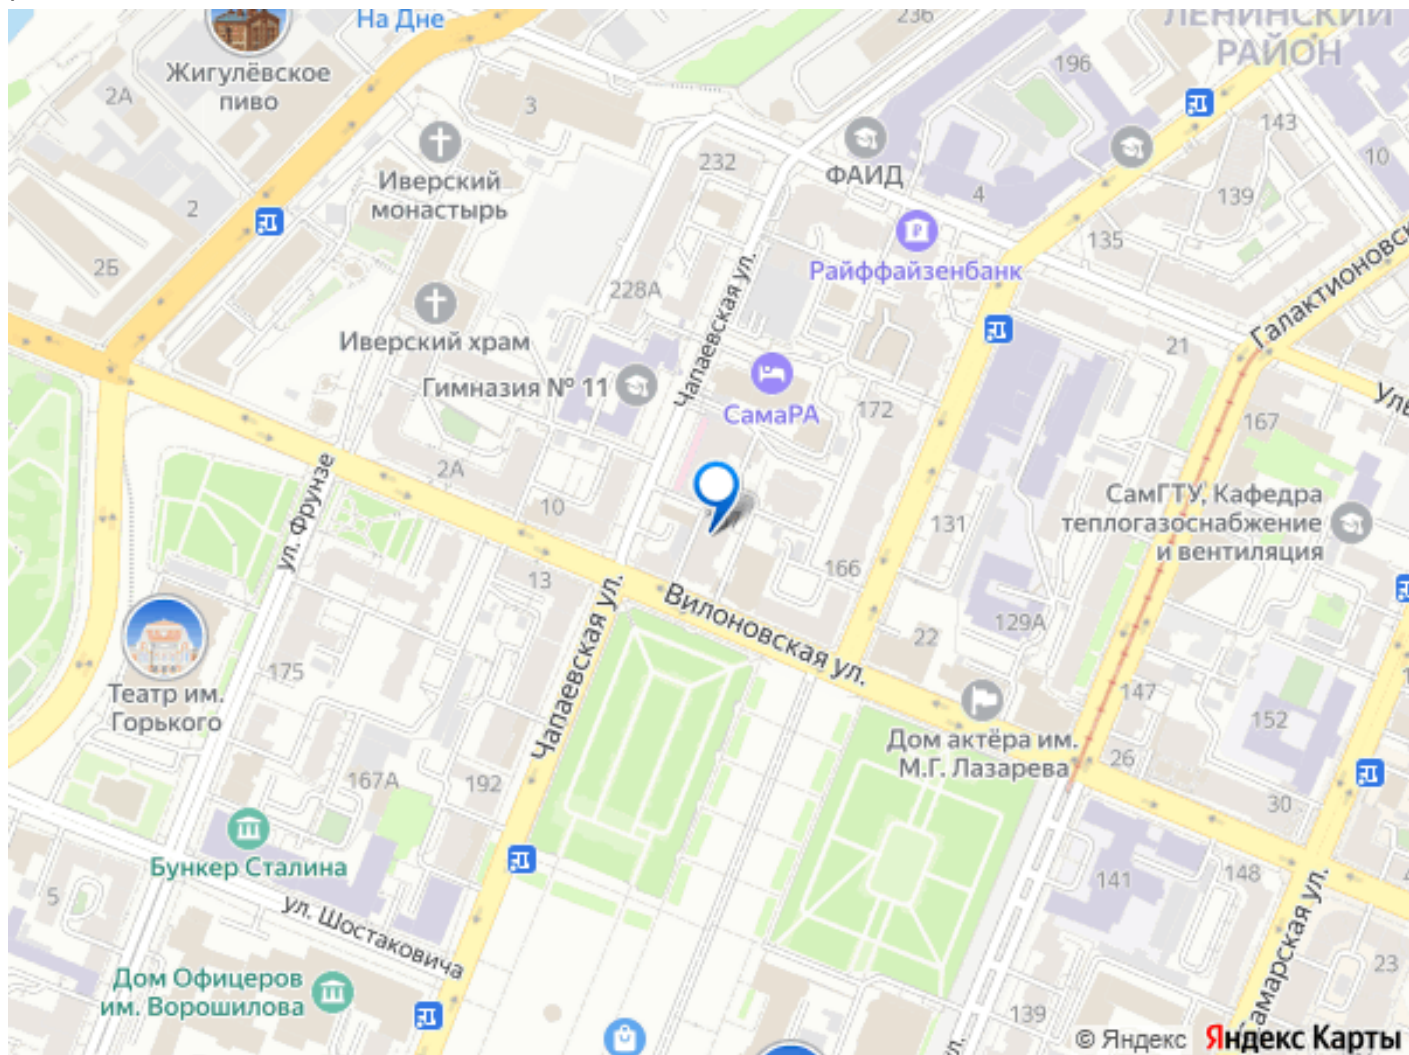 На Дне
236
ЛЕНИНСКИЙ
РАЙОН
Жигулёвское
пиво
2А
3
196
143
10
232
ФАИД
4
139
Иверский
монастырь
2
135
Райффайзенбанк
2Б
228А
Чапаевская ул.
Галактионовск
Иверский храм
21
Гимназия № 11
СамаРА
172
167
Уль
2А
10
ул. Фрунзе
131
СамГТУ, Кафедра
теплогазоснабжение
и вентиляция
13
166
Вилоновская ул.
129А
22
Чапаевская ул.
175
Театр им.
Горького
147
152
Дом актёра им.
М.Г. Лазарева
26
167А
192
30
Бункер Сталина
5
141
148
ул. Шостаковича
Самарская ул.
23
Дом Офицеров
им. Ворошилова
139
© Яндекс Яндекс Карты